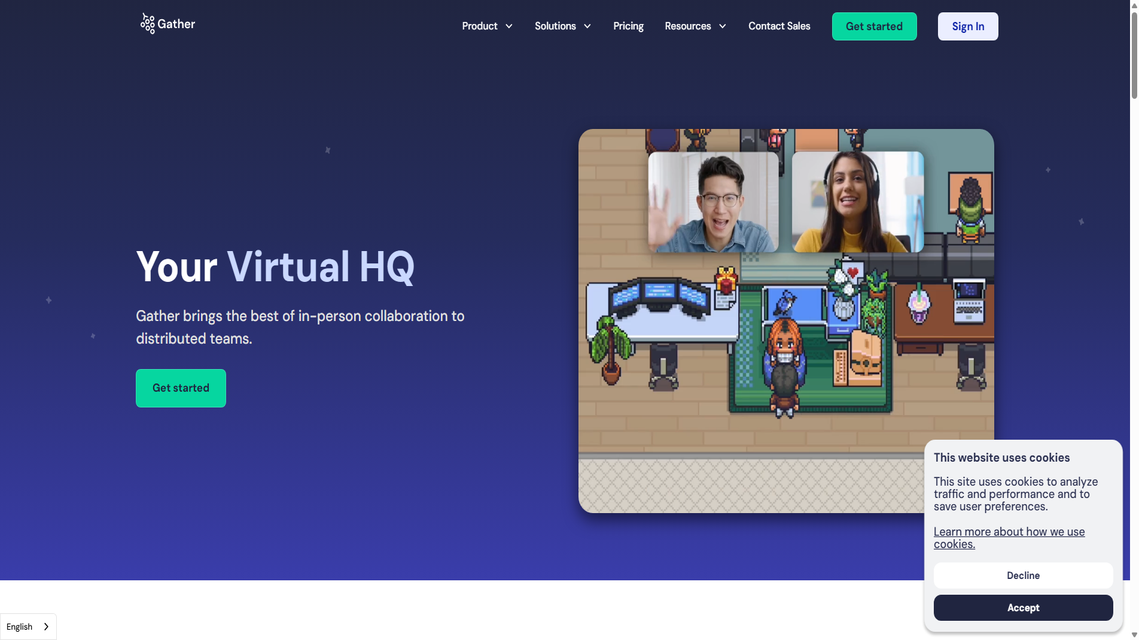 Gather
Product
Solutions
Pricing
Resources
Contact Sales
Get started
Sign In
Your Virtual HQ
Gather brings the best of in-person collaboration to
distributed teams.
Get started
This website uses cookies
This site uses cookies to analyze
traffic and performance and to
save user preferences.
Learn more about how we use
cookies.
Decline
Accept
English